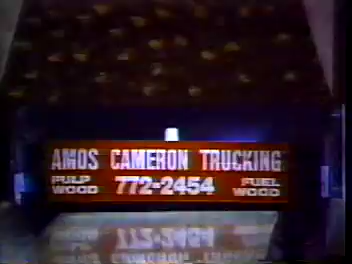 AMOS CAMERON TRUCKING
PULP WOOD
772-2454
FUEL WOOD